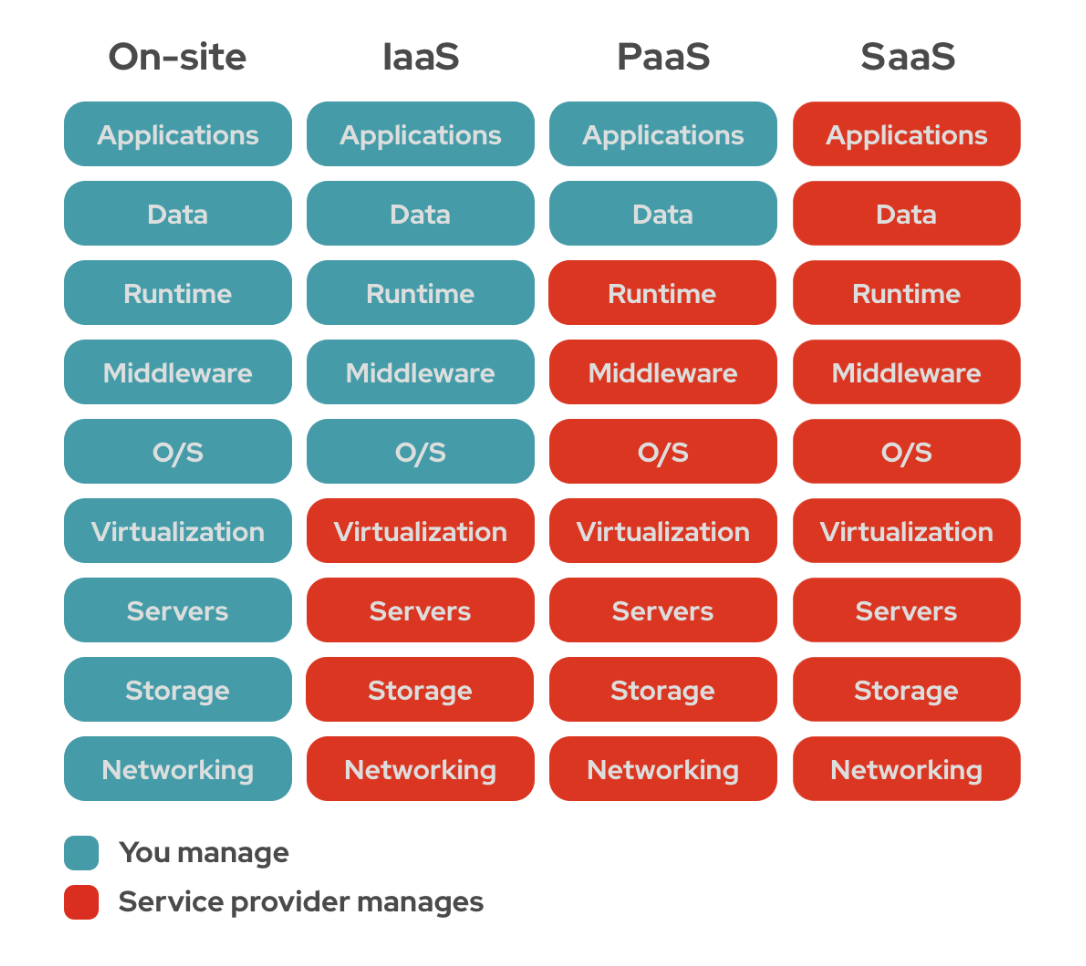 On-site IaaS PaaS SaaS
Applications Applications Applications Applications
Data Data Data Data
Runtime Runtime Runtime Runtime
Middleware Middleware Middleware Middleware
O/S O/S O/S O/S
Virtualization Virtualization Virtualization Virtualization
Servers Servers Servers Servers
Storage Storage Storage Storage
Networking Networking Networking Networking
You manage
Service provider manages